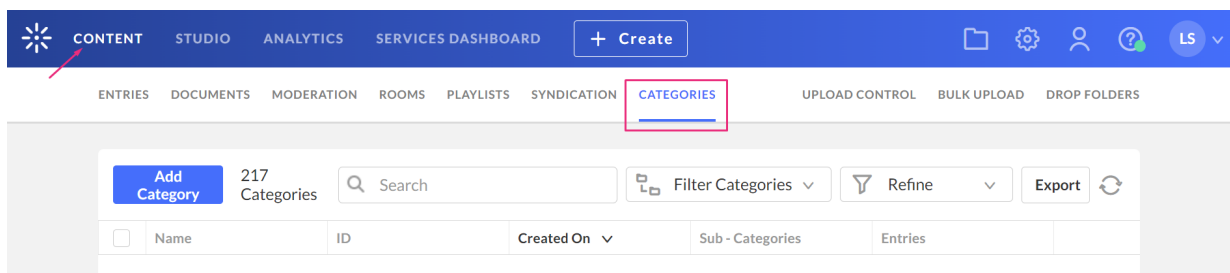 CONTENT STUDIO ANALYTICS SERVICES DASHBOARD + Create LS
ENTRIES DOCUMENTS MODERATION ROOMS PLAYLISTS SYNDICATION CATEGORIES UPLOAD CONTROL BULK UPLOAD DROP FOLDERS
Add Category 217 Categories Search Filter Categories Refine Export
Name ID Created On Sub - Categories Entries